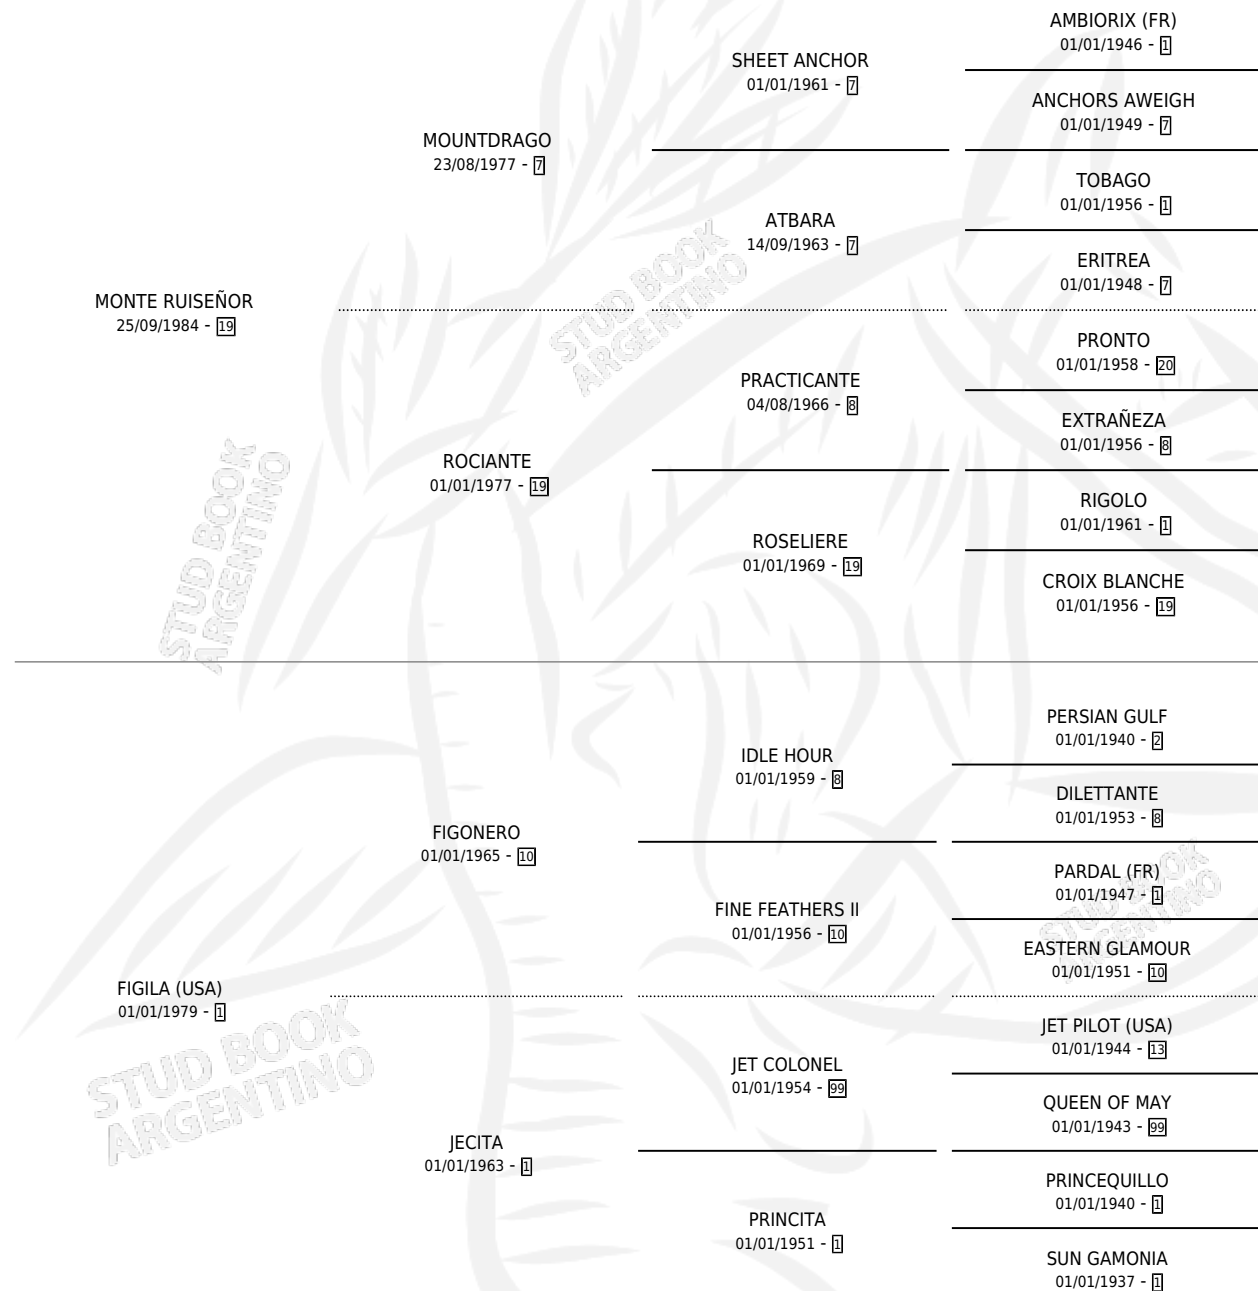 AMBIORIX (FR)
01/01/1946 - 1
SHEET ANCHOR
01/01/1961 - 7
ANCHORS AWEIGH
01/01/1949 - 7
MOUNTDRAGO
23/08/1977 - 7
TOBAGO
01/01/1956 - 1
ATBARA
14/09/1963 - 7
ERITREA
01/01/1948 - 7
MONTE RUISEÑOR
25/09/1984 - 19
PRONTO
01/01/1958 - 20
PRACTICANTE
04/08/1966 - 8
EXTRAÑEZA
01/01/1956 - 8
ROCIANTE
01/01/1977 - 19
RIGOLO
01/01/1961 - 1
ROSELIERE
01/01/1969 - 19
CROIX BLANCHE
01/01/1956 - 19
PERSIAN GULF
01/01/1940 - 2
IDLE HOUR
01/01/1959 - 8
DILETTANTE
01/01/1953 - 8
FIGONERO
01/01/1965 - 10
PARDAL (FR)
01/01/1947 - 1
FINE FEATHERS II
01/01/1956 - 10
EASTERN GLAMOUR
01/01/1951 - 10
FIGILA (USA)
01/01/1979 - 1
JET PILOT (USA)
01/01/1944 - 13
JET COLONEL
01/01/1954 - 99
QUEEN OF MAY
01/01/1943 - 99
JECITA
01/01/1963 - 1
PRINCEQUILLO
01/01/1940 - 1
PRINCITA
01/01/1951 - 1
SUN GAMONIA
01/01/1937 - 1
STUD BOOK
ARGENTINO
STUD BOOK
ARGENTINO
STUD BOOK
ARGENTINO
STUD BOOK
ARGENTINO